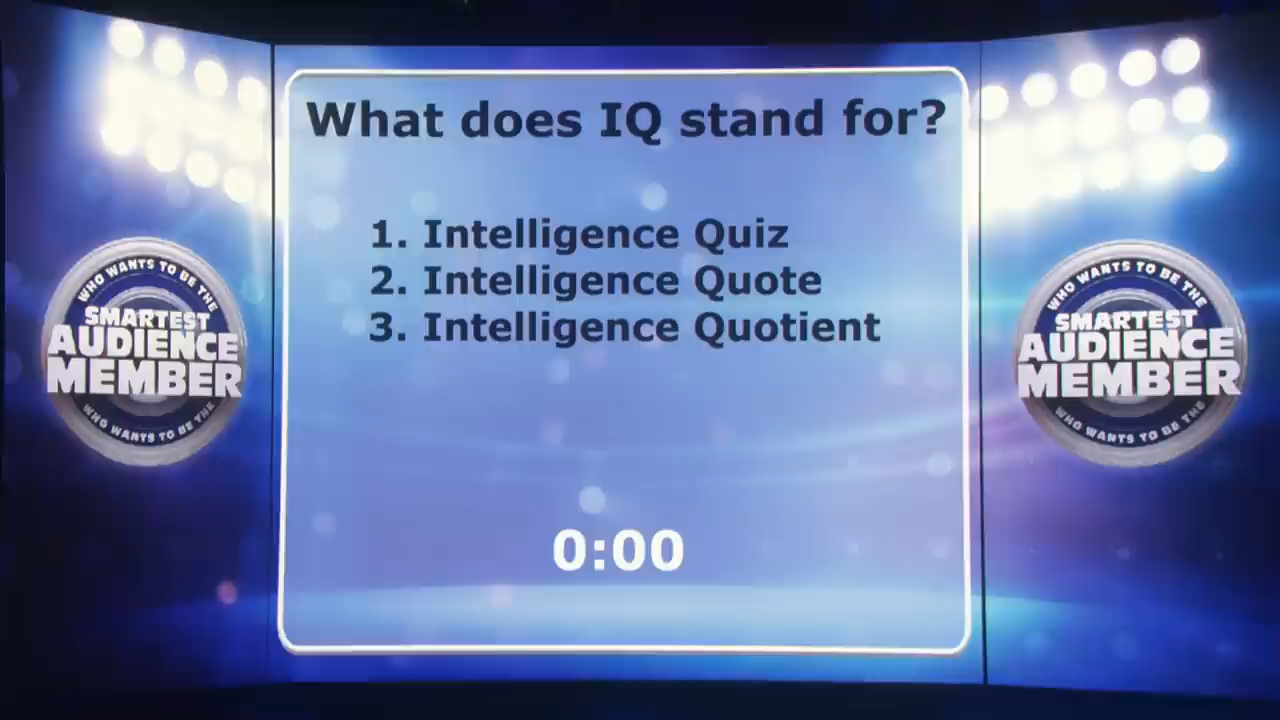 What does IQ stand for?
1. Intelligence Quiz
2. Intelligence Quote
3. Intelligence Quotient
0:00
WHO WANTS TO BE THE
SMARTEST
AUDIENCE
MEMBER
WHO WANTS TO BE THE
WHO WANTS TO BE THE
SMARTEST
AUDIENCE
MEMBER
WHO WANTS TO BE THE